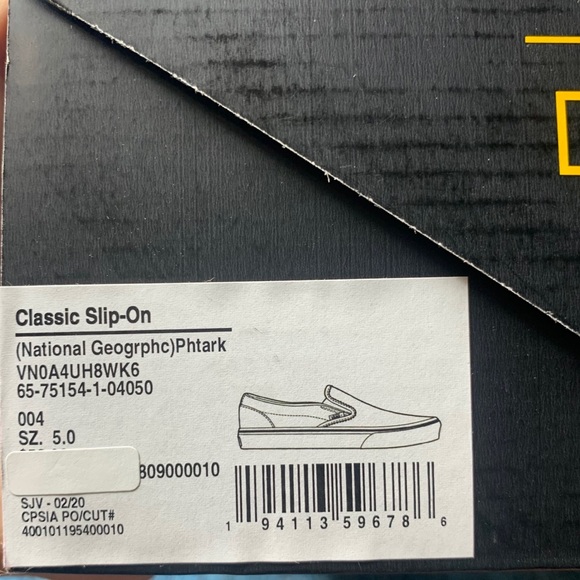 Classic Slip-On
(National Geogrphc)Phtark
VN0A4UH8WK6
65-75154-1-04050
004
SZ. 5.0
809000010
SJV - 02/20
CPSIA PO/CUT#
400101195400010
1 94113 59678 6